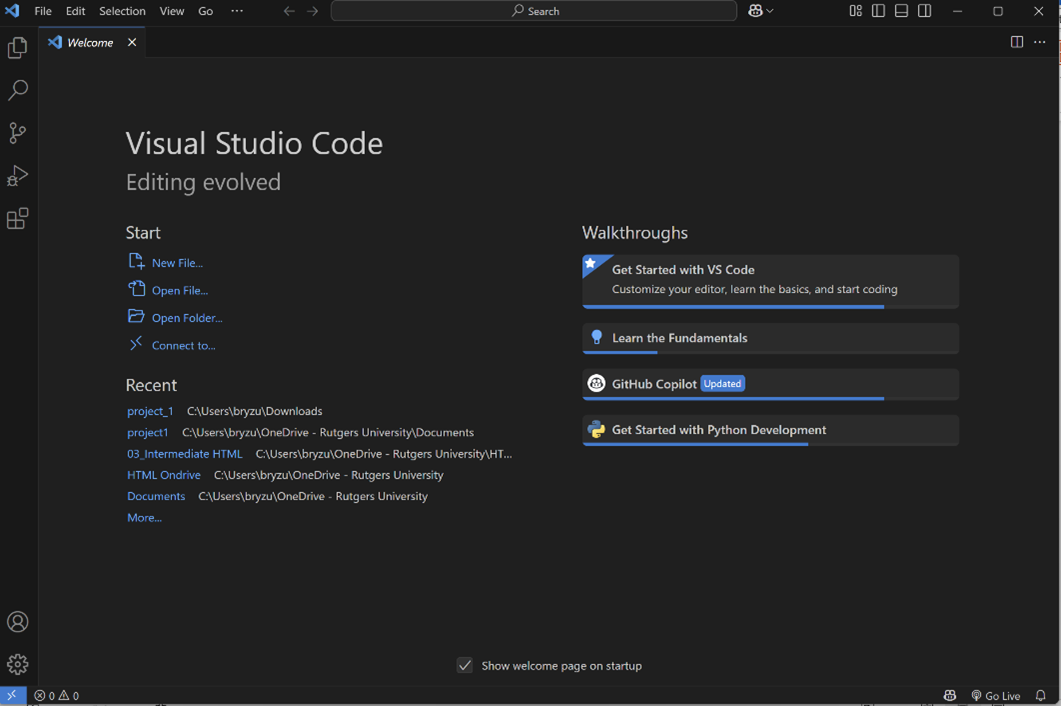 File Edit Selection View Go ··· Search
Welcome
Visual Studio Code
Editing evolved
Start
New File...
Open File...
Open Folder...
Connect to...
Recent
project_1 C:\Users\bryzu\Downloads
project1 C:\Users\bryzu\OneDrive - Rutgers University\Documents
03_Intermediate HTML C:\Users\bryzu\OneDrive - Rutgers University\HT...
HTML Ondrive C:\Users\bryzu\OneDrive - Rutgers University
Documents C:\Users\bryzu\OneDrive - Rutgers University
More...
Walkthroughs
Get Started with VS Code
Customize your editor, learn the basics, and start coding
Learn the Fundamentals
GitHub Copilot Updated
Get Started with Python Development
Show welcome page on startup
0 0 Go Live